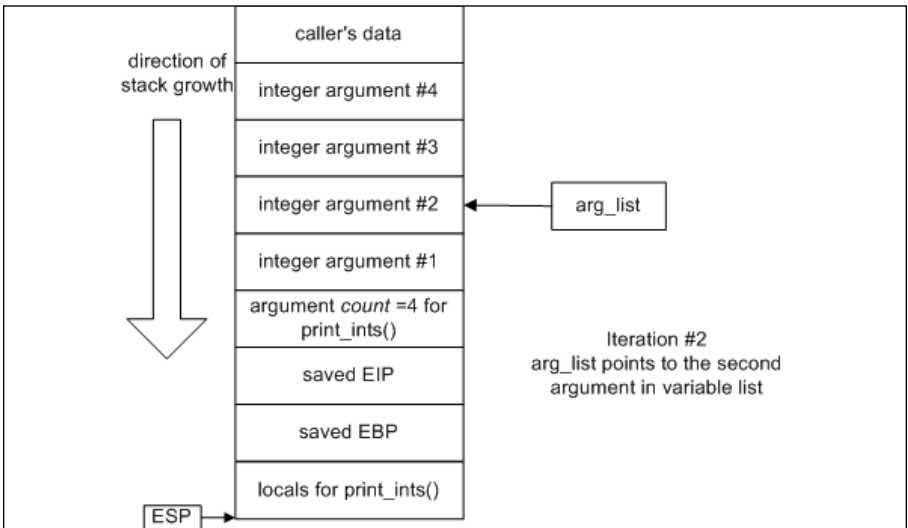 caller's data
direction of
stack growth
integer argument #4
integer argument #3
integer argument #2
arg_list
integer argument #1
argument count =4 for
print_ints()
Iteration #2
arg_list points to the second
argument in variable list
saved EIP
saved EBP
locals for print_ints()
ESP